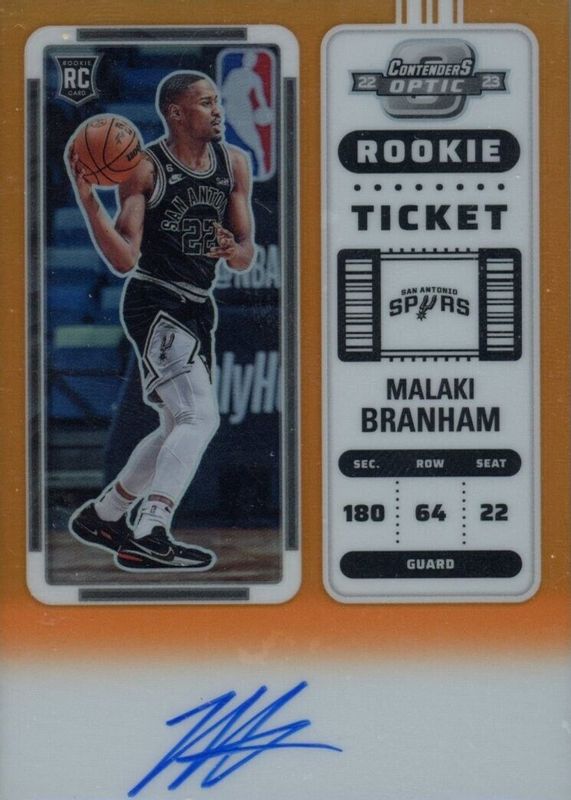 ROOKIE
RC
CARD
SAN ANTONIO
22
NBA
22 CONTENDERS 23
OPTIC
ROOKIE
TICKET
SAN ANTONIO
SPURS
MALAKI
BRANHAM
SEC. ROW SEAT
180 64 22
GUARD